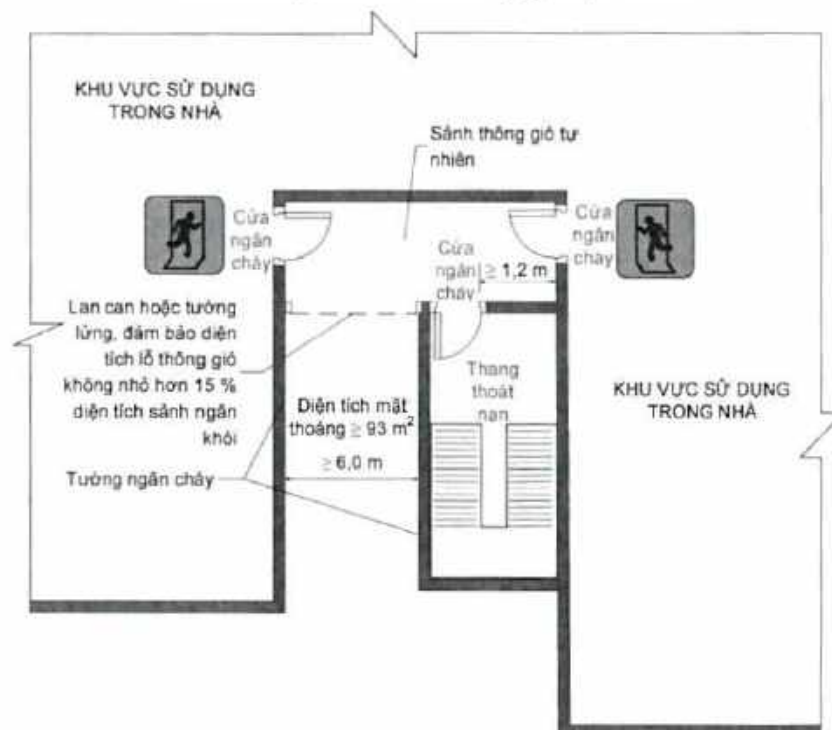 KHU VỰC SỬ DỤNG
TRONG NHÀ
Sảnh thông gió tự
nhiên
Cửa
ngăn
cháy
Cửa
ngăn
cháy
Cửa
ngăn
cháy
≥ 1,2 m
Lan can hoặc tường
lửng, đảm bảo diện
tích lỗ thông gió
không nhỏ hơn 15 %
diện tích sảnh ngăn
khói
Diện tích mặt
thoáng ≥ 93 m²
≥ 6,0 m
Thang
thoát
nạn
KHU VỰC SỬ DỤNG
TRONG NHÀ
Tường ngăn cháy